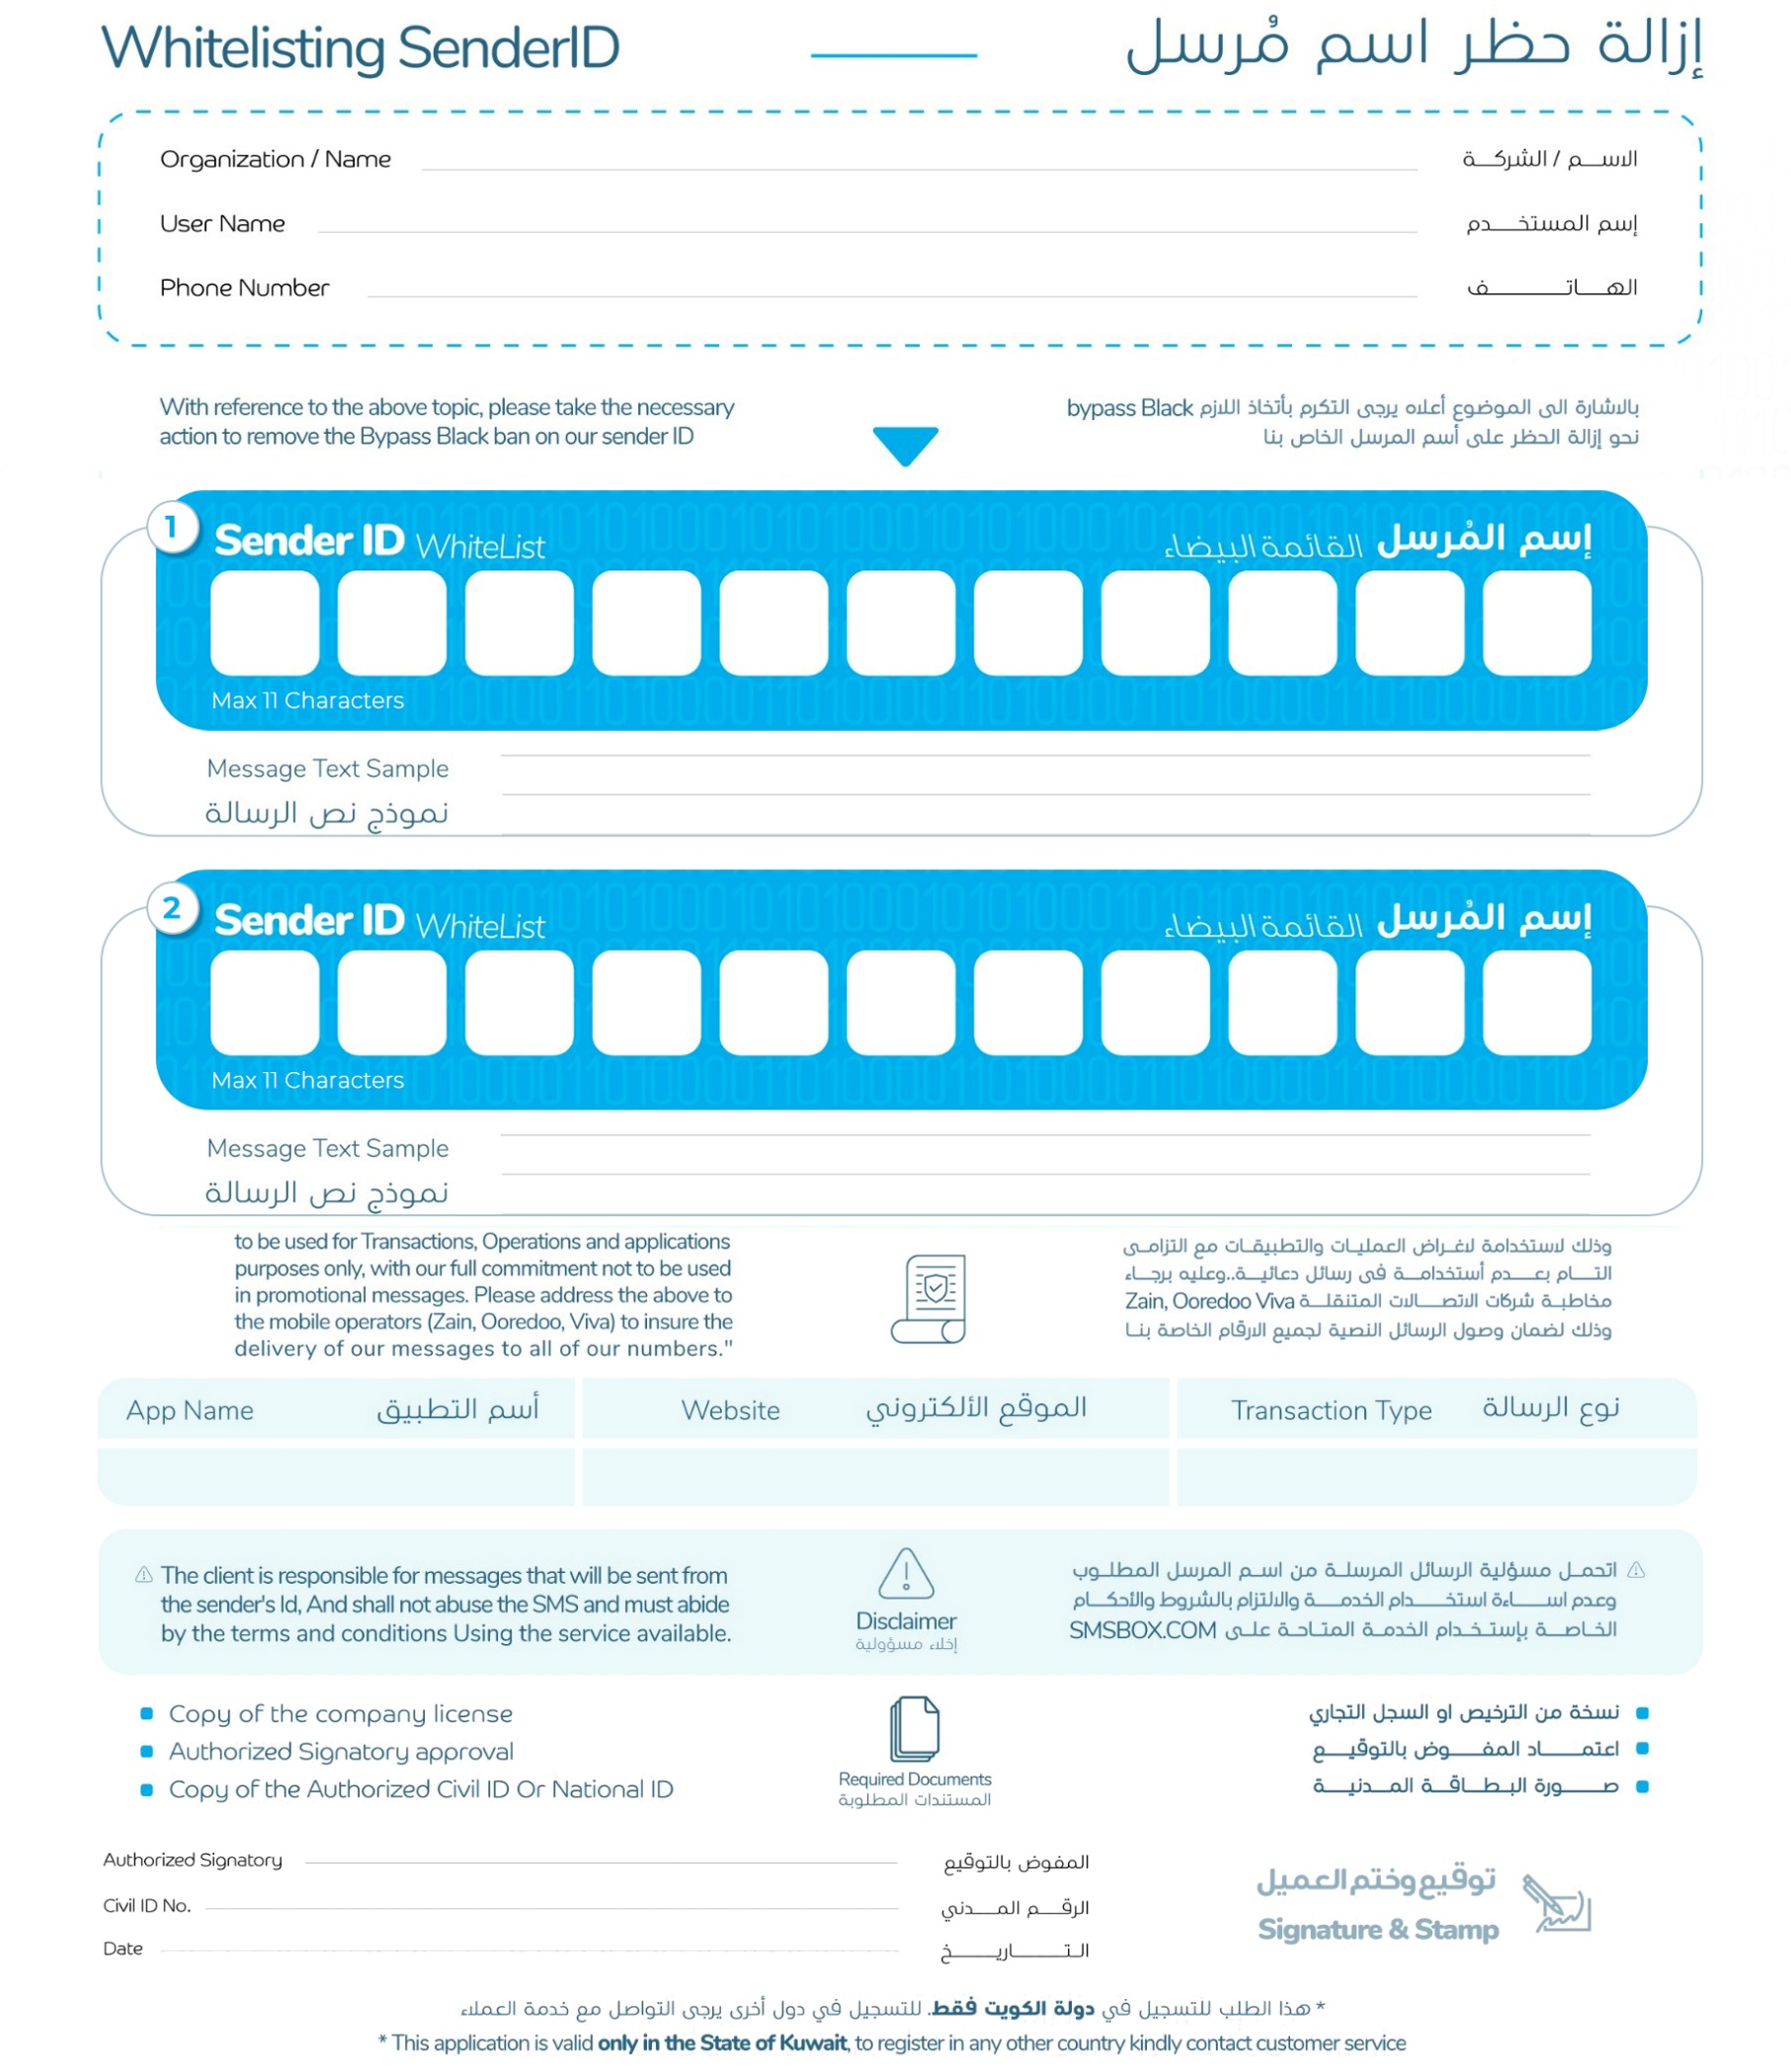 Whitelisting SenderID
إزالة حظر اسم مُرسل
Organization / Name
الاسم / الشركة
User Name
إسم المستخدم
Phone Number
الهاتف
With reference to the above topic, please take the necessary
action to remove the Bypass Black ban on our sender ID
بالاشارة الى الموضوع أعلاه يرجى التكرم بأتخاذ اللازم bypass Black
نحو إزالة الحظر على أسم المرسل الخاص بنا
1
Sender ID WhiteList
إسم المُرسل القائمة البيضاء
Max 11 Characters
Message Text Sample
نموذج نص الرسالة
2
Sender ID WhiteList
إسم المُرسل القائمة البيضاء
Max 11 Characters
Message Text Sample
نموذج نص الرسالة
to be used for Transactions, Operations and applications
purposes only, with our full commitment not to be used
in promotional messages. Please address the above to
the mobile operators (Zain, Ooredoo, Viva) to insure the
delivery of our messages to all of our numbers."
وذلك لاستخدامة لاغراض العمليات والتطبيقات مع التزامى
التام بعدم أستخدامة فى رسائل دعائية..وعليه برجاء
مخاطبة شركات الاتصالات المتنقلة Zain, Ooredoo Viva
وذلك لضمان وصول الرسائل النصية لجميع الارقام الخاصة بنا
App Name
أسم التطبيق
Website
الموقع الألكتروني
Transaction Type
نوع الرسالة
The client is responsible for messages that will be sent from
the sender's Id, And shall not abuse the SMS and must abide
by the terms and conditions Using the service available.
Disclaimer
إخلاء مسؤولية
اتحمل مسؤلية الرسائل المرسلة من اسم المرسل المطلوب
وعدم اساءة استخدام الخدمة والالتزام بالشروط والأحكام
الخاصة بإستخدام الخدمة المتاحة على SMSBOX.COM
Copy of the company license
Authorized Signatory approval
Copy of the Authorized Civil ID Or National ID
Required Documents
المستندات المطلوبة
نسخة من الترخيص او السجل التجاري
اعتماد المفوض بالتوقيع
صورة البطاقة المدنية
Authorized Signatory
المفوض بالتوقيع
Civil ID No.
الرقم المدني
Date
التاريخ
توقيع وختم العميل
Signature & Stamp
* هذا الطلب للتسجيل في دولة الكويت فقط. للتسجيل في دول أخرى يرجى التواصل مع خدمة العملاء
* This application is valid only in the State of Kuwait, to register in any other country kindly contact customer service